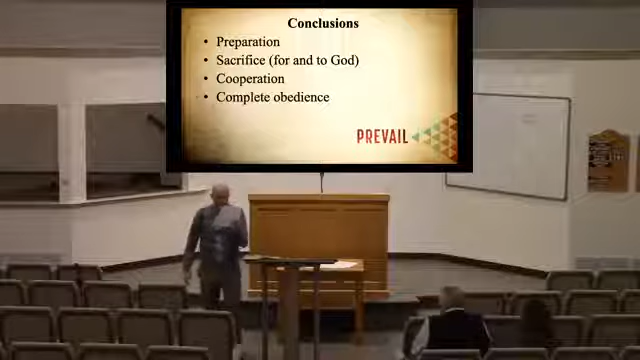 Conclusions
• Preparation
• Sacrifice (for and to God)
• Cooperation
• Complete obedience
PREVAIL